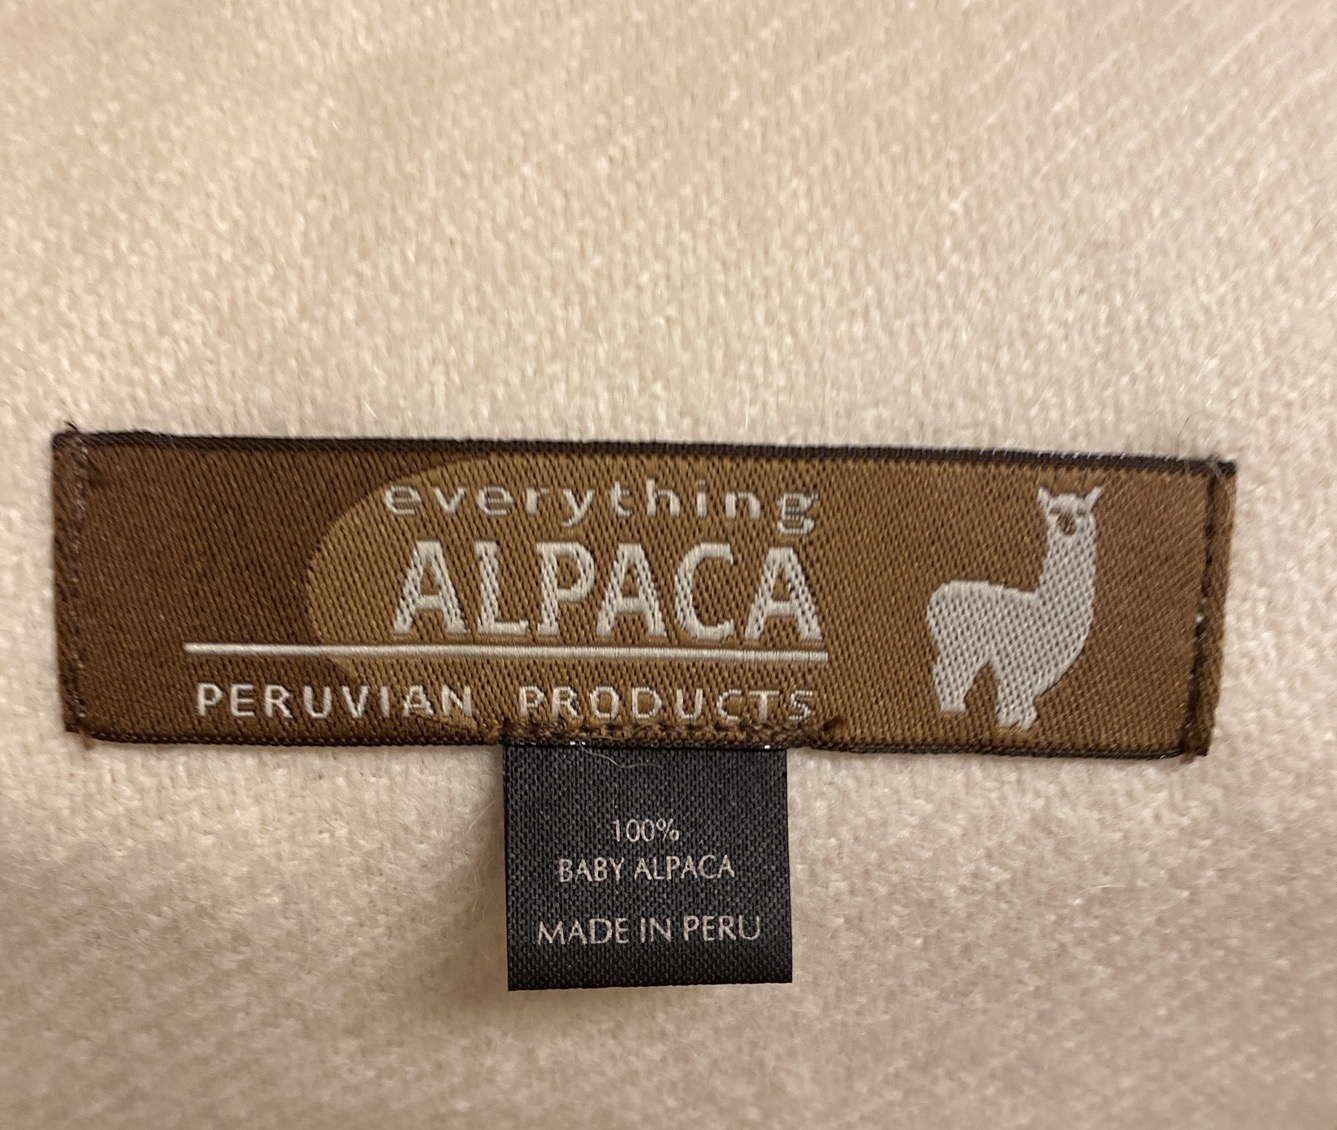 everything
ALPACA
PERUVIAN PRODUCTS
100%
BABY ALPACA
MADE IN PERU